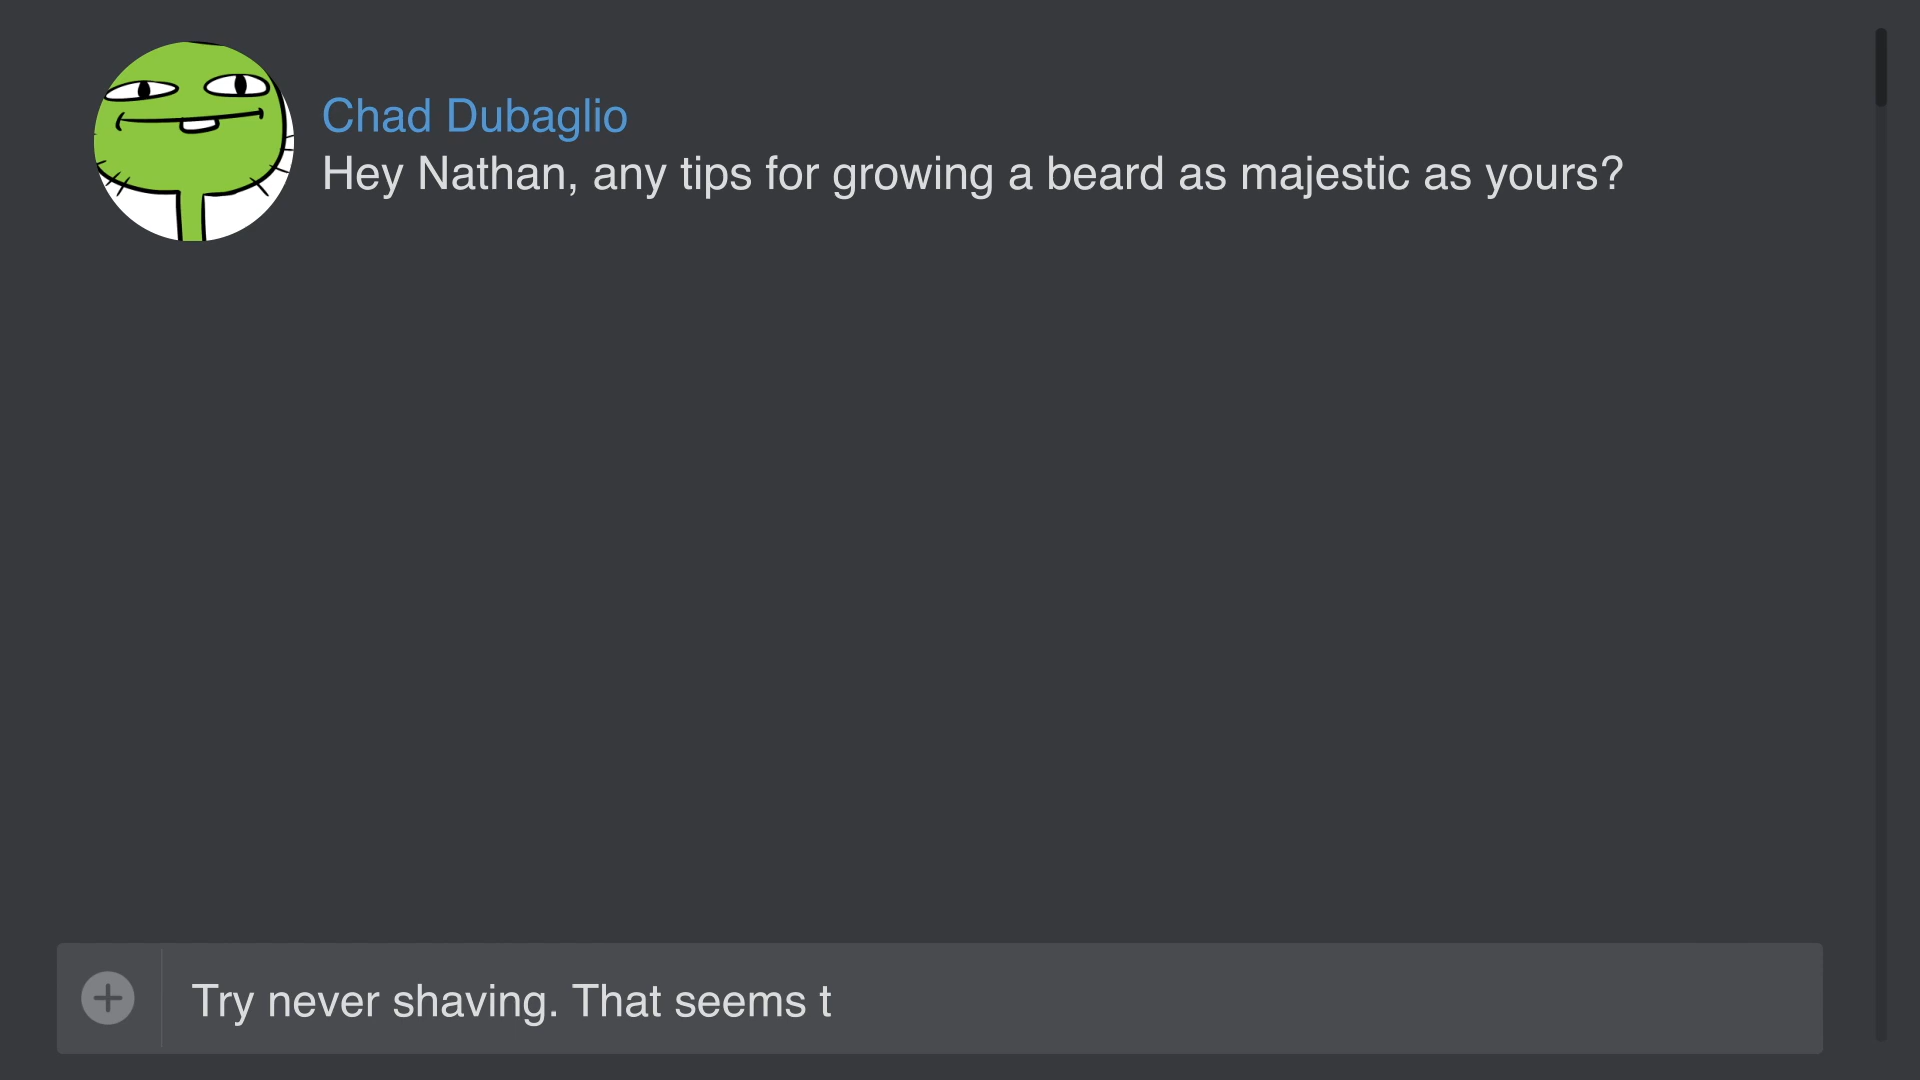 Chad Dubaglio
Hey Nathan, any tips for growing a beard as majestic as yours?
Try never shaving. That seems t